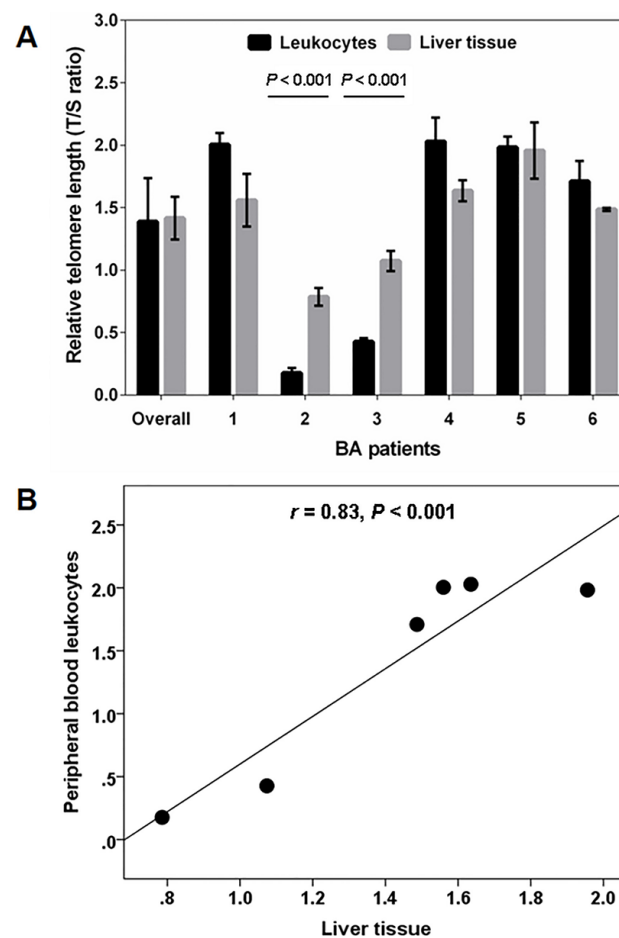 A
Leukocytes Liver tissue
P < 0.001 P < 0.001
Relative telomere length (T/S ratio)
3.0
2.5
2.0
1.5
1.0
0.5
0.0
Overall 1 2 3 4 5 6
BA patients
B
r = 0.83, P < 0.001
Peripheral blood leukocytes
2.5
2.0
1.5
1.0
.5
.0
.8 1.0 1.2 1.4 1.6 1.8 2.0
Liver tissue